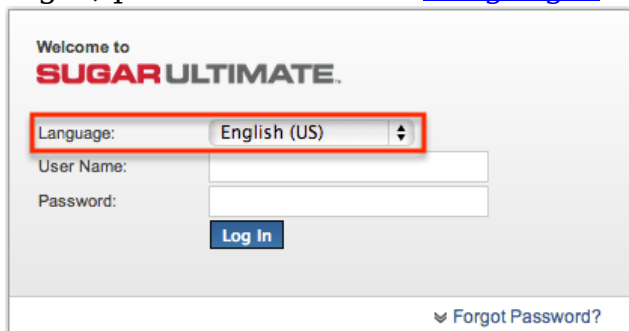 Welcome to
SUGAR ULTIMATE.
Language: English (US)
User Name:
Password:
Log In
Forgot Password?